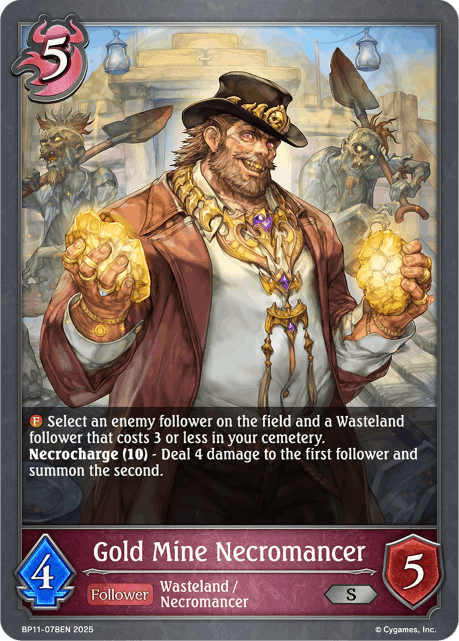 5
F Select an enemy follower on the field and a Wasteland
follower that costs 3 or less in your cemetery.
Necrocharge (10) - Deal 4 damage to the first follower and
summon the second.
Gold Mine Necromancer
4
Follower
Wasteland /
Necromancer
S
5
BP11-078EN 2025
© Cygames, Inc.